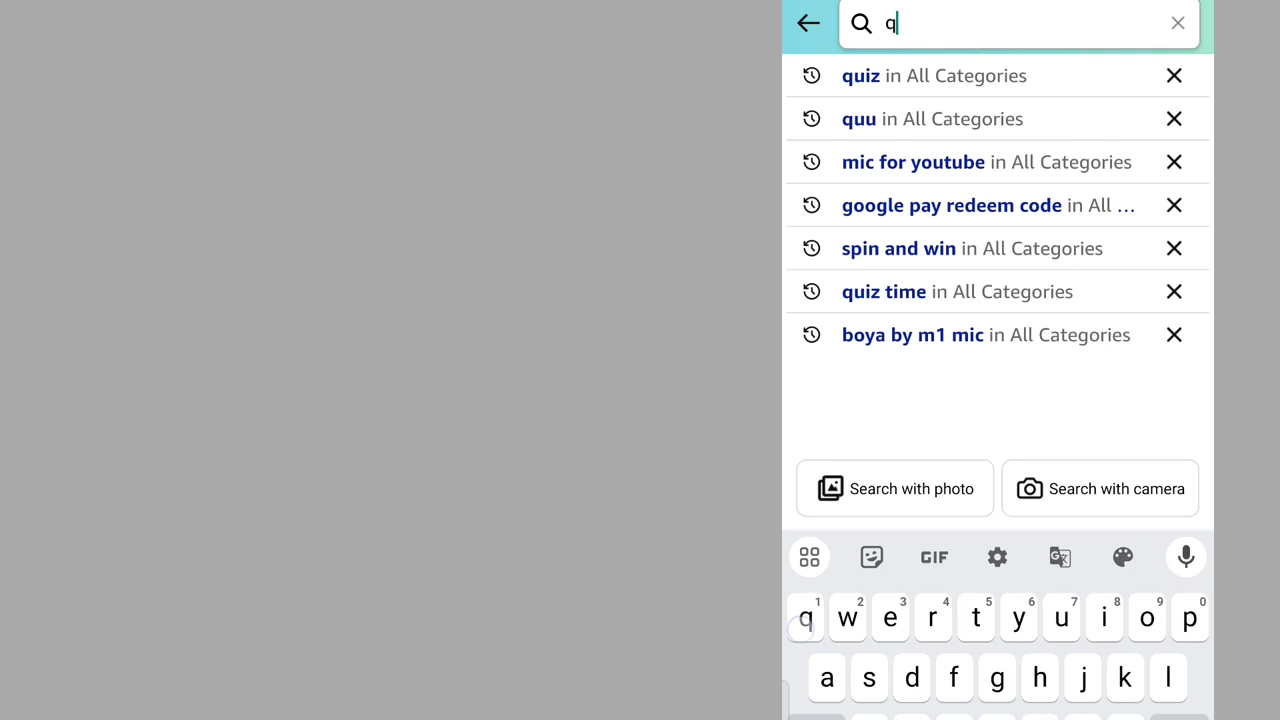 q
quiz in All Categories
quu in All Categories
mic for youtube in All Categories
google pay redeem code in All ...
spin and win in All Categories
quiz time in All Categories
boya by m1 mic in All Categories
Search with photo Search with camera
GIF
1 2 3 4 5 6 7 8 9 0
q w e r t y u i o p
a s d f g h j k l